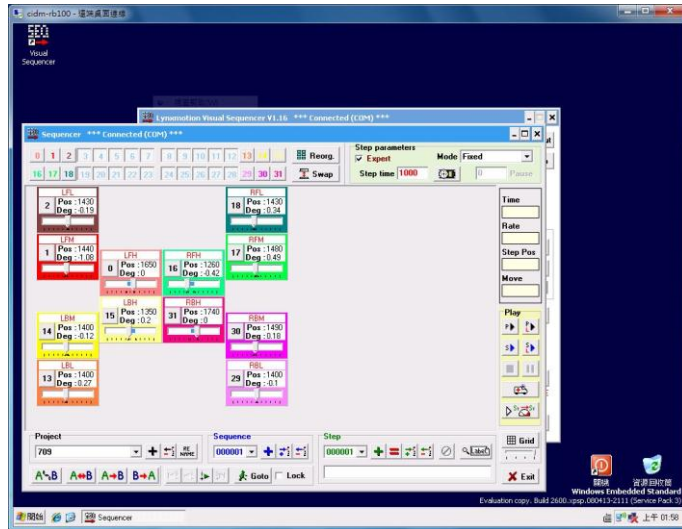 cidm-rb100 - 遠端桌面連線
SEQ
Visual
Sequencer
Lynxmotion Visual Sequencer V1.16 *** Connected (COM) ***
Sequencer *** Connected (COM) ***
0 1 2 3 4 5 6 7 8 9 10 11 12 13 Reorg.
16 17 18 19 20 21 22 23 24 25 26 27 28 29 30 31 Swap
Step parameters
Expert Mode Fixed
Step time 1000 0 Pause
LFL
2 Pos :1430
Deg :-0.19
RFL
18 Pos :1430
Deg :0.34
LFM
1 Pos :1440
Deg :-1.08
RFM
17 Pos :1480
Deg :0.49
LFH
0 Pos :1650
Deg :0
RFH
16 Pos :1260
Deg :-0.42
LBH
15 Pos :1350
Deg :0.2
RBH
31 Pos :1740
Deg :0
LBM
14 Pos :1400
Deg :-0.12
RBM
30 Pos :1490
Deg :0.18
LBL
13 Pos :1400
Deg :0.27
RBL
29 Pos :1400
Deg :-0.1
Time
Rate
Step Pos
Move
Play
Grid
Exit
Project
709
RE
NAME
Sequence
000001
Step
000001
Label
A↔B A→B B→A
Goto Lock
開始 Sequencer
資源回收筒
Windows Embedded Standard
Evaluation copy. Build 2600.xpsp.080413-2111 (Service Pack 3)
上午 01:58